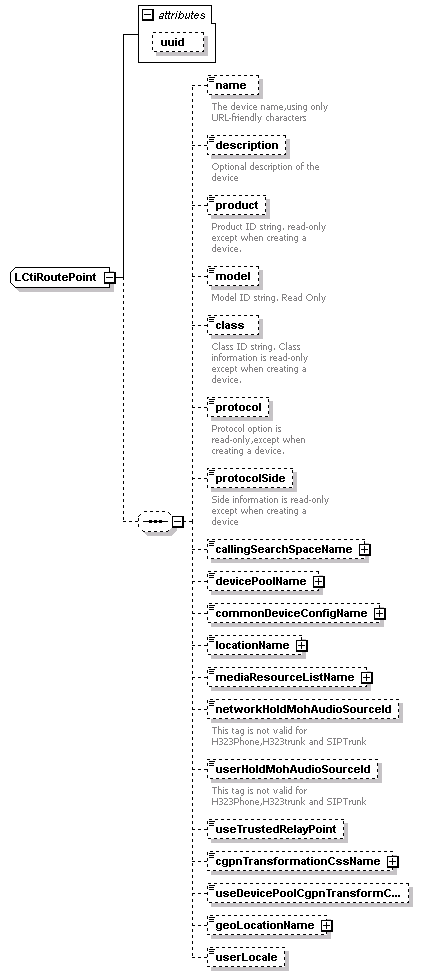 attributes
uuid
name
The device name,using only
URL-friendly characters
description
Optional description of the
device
product
Product ID string. read-only
except when creating a
device.
LCtiRoutePoint
model
Model ID string. Read Only
class
Class ID string. Class
information is read-only
except when creating a
device.
protocol
Protocol option is
read-only,except when
creating a device.
protocolSide
Side information is read-only
except when creating a
device
callingSearchSpaceName
devicePoolName
commonDeviceConfigName
locationName
mediaResourceListName
networkHoldMohAudioSourceId
This tag is not valid for
H323Phone,H323trunk and SIPTrunk
userHoldMohAudioSourceId
This tag is not valid for
H323Phone,H323trunk and SIPTrunk
useTrustedRelayPoint
cgpnTransformationCssName
useDevicePoolCgpnTransformC...
geoLocationName
userLocale